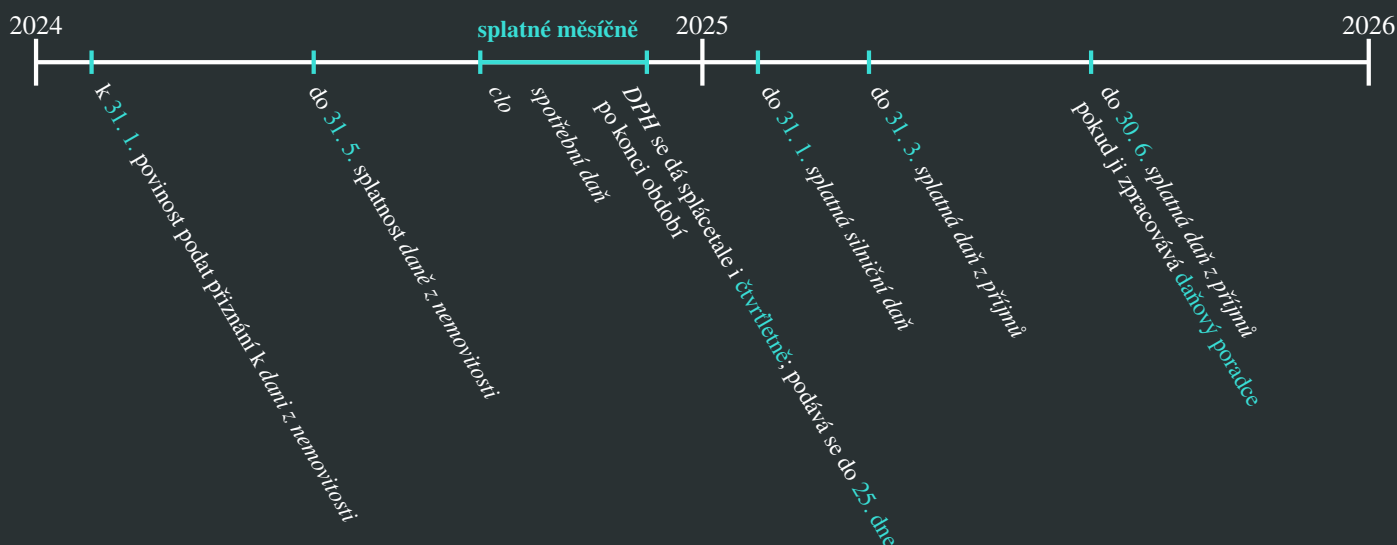 2024
splatné měsíčně
2025
2026
k 31. 1. povinost podat přiznání k dani z nemovitosti
do 31. 5. splatnost daně z nemovitosti
clo
spotřební daň
DPH se dá splácetale i čtvrtletně; podává se do 25. dne
po konci období
do 31. 1. splatná silniční daň
do 31. 3. splatná daň z příjmů
do 30. 6. splatná daň z příjmů
pokud ji zpracovává daňový poradce